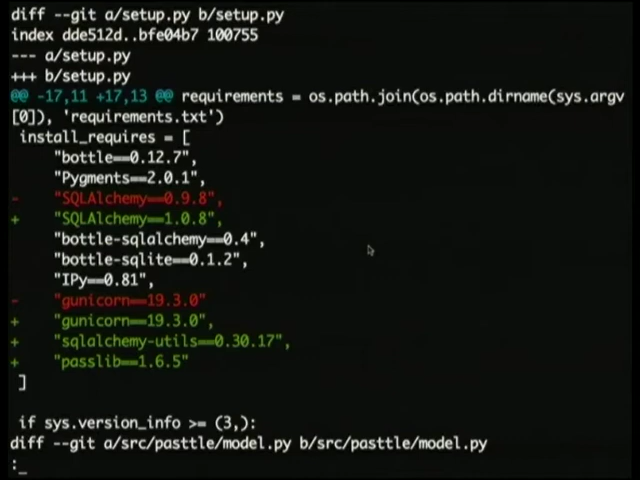 diff --git a/setup.py b/setup.py
index dde512d..bfe04b7 100755
--- a/setup.py
+++ b/setup.py
@@ -17,11 +17,13 @@ requirements = os.path.join(os.path.dirname(sys.argv
[0]), 'requirements.txt')
 install_requires = [
     "bottle==0.12.7",
     "Pygments==2.0.1",
-    "SQLAlchemy==0.9.8",
+    "SQLAlchemy==1.0.8",
     "bottle-sqlalchemy==0.4",
     "bottle-sqlite==0.1.2",
     "IPy==0.81",
-    "gunicorn==19.3.0"
+    "gunicorn==19.3.0",
+    "sqlalchemy-utils==0.30.17",
+    "passlib==1.6.5"
 ]
 if sys.version_info >= (3,):
diff --git a/src/pasttle/model.py b/src/pasttle/model.py
:_